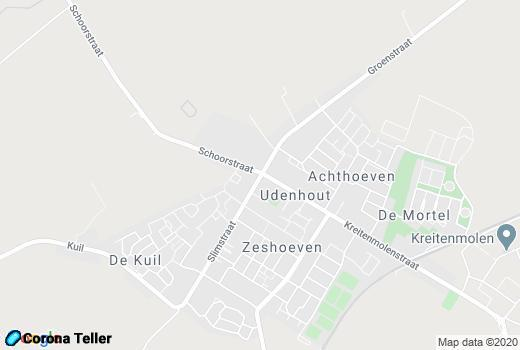 Schoorstraat
Groenstraat
Schoorstraat
Achthoeven
Udenhout
De Mortel
Kreitenmolen
Kreitenmolenstraat
Slimstraat
Zeshoeven
Kuil
De Kuil
Corona Teller
Map data ©2020